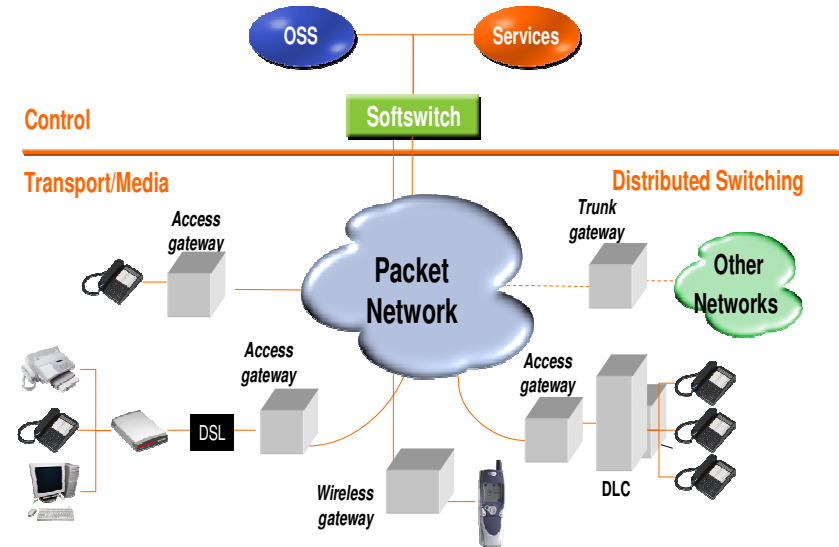 OSS
Services
Control
Softswitch
Transport/Media
Distributed Switching
Access
gateway
Trunk
gateway
Packet
Network
Other
Networks
Access
gateway
Access
gateway
DSL
Wireless
gateway
DLC